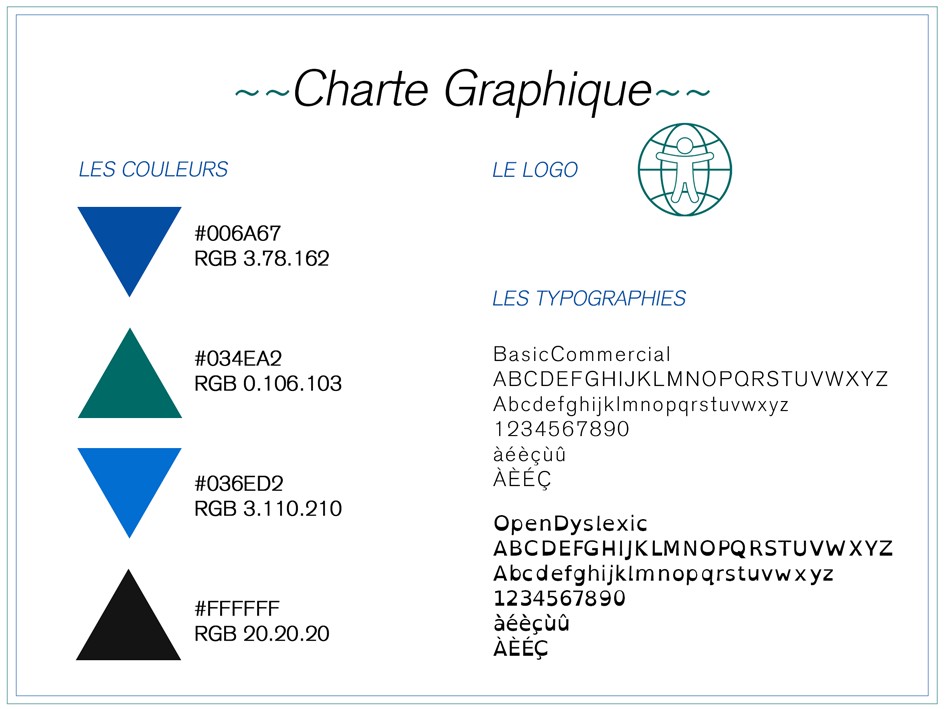 ~~Charte Graphique~~
LES COULEURS
#006A67
RGB 3.78.162
#034EA2
RGB 0.106.103
#036ED2
RGB 3.110.210
#FFFFFF
RGB 20.20.20
LE LOGO
LES TYPOGRAPHIES
BasicCommercial
ABCDEFGHIJKLMNOPQRSTUVWXYZ
Abcdefghijklmnopqrstuvwxyz
1234567890
àéèçùû
ÀÈÉÇ
OpenDyslexic
ABCDEFGHIJKLMNOPQRSTUVWXYZ
Abcdefghijklmnopqrstuvwxyz
1234567890
àéèçùû
ÀÈÉÇ